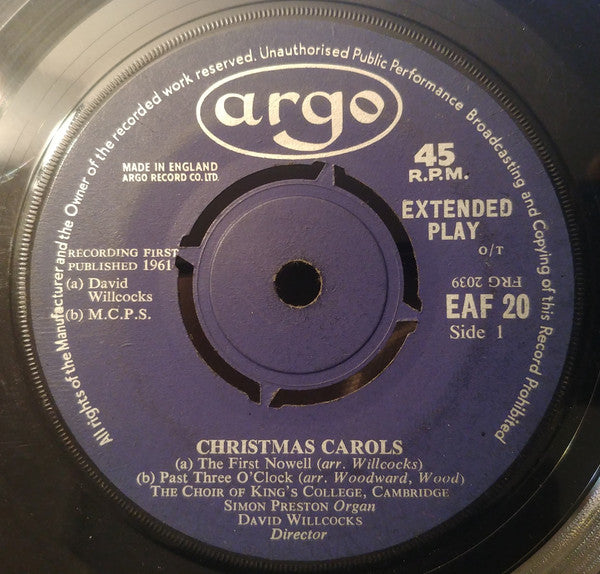 All rights of the Manufacturer and the Owner of the recorded work reserved. Unauthorised Public Performance Broadcasting and Copying of this Record Prohibited
argo
MADE IN ENGLAND
ARGO RECORD CO. LTD.
45
R.P.M.
EXTENDED
PLAY
O/T
RECORDING FIRST
PUBLISHED 1961
(a) David
Willcocks
(b) M.C.P.S.
FRG 2039
EAF 20
Side 1
CHRISTMAS CAROLS
(a) The First Nowell (arr. Willcocks)
(b) Past Three O'Clock (arr. Woodward, Wood)
THE CHOIR OF KING'S COLLEGE, CAMBRIDGE
SIMON PRESTON Organ
DAVID WILLCOCKS
Director